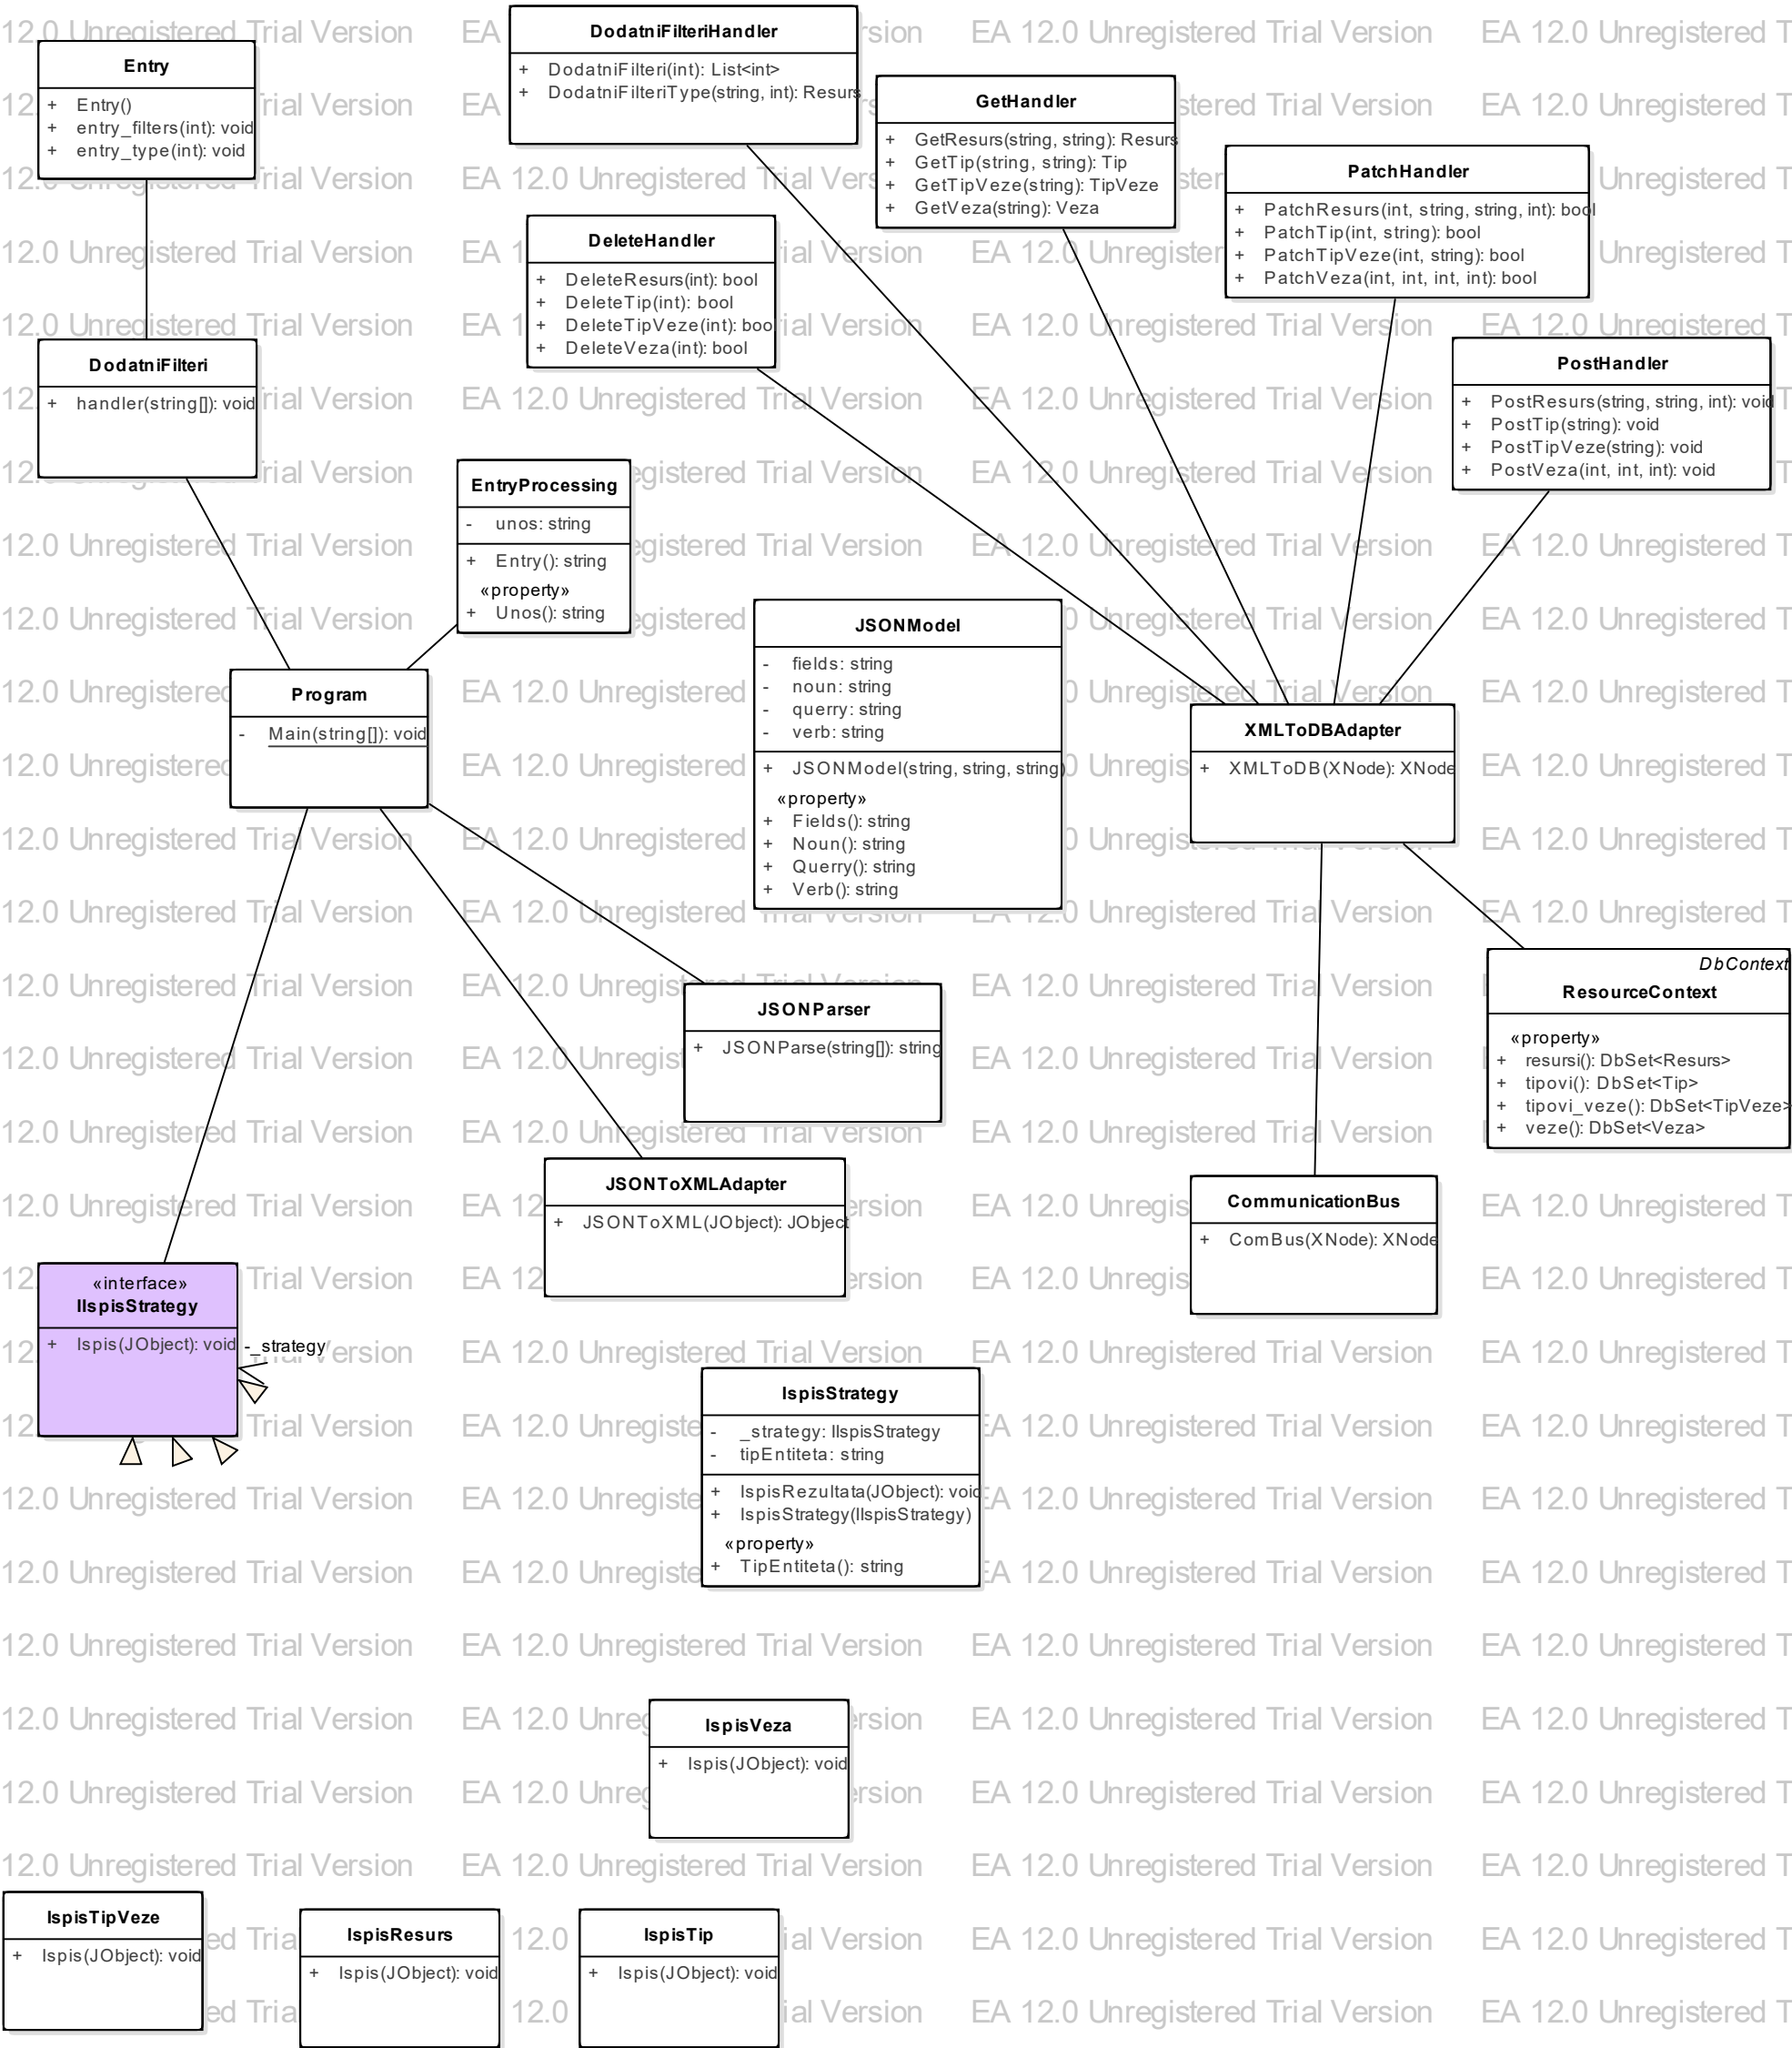 Entry
+ Entry()
+ entry_filters(int): void
+ entry_type(int): void
DodatniFilteriHandler
+ DodatniFilteri(int): List<int>
+ DodatniFilteriType(string, int): Resurs
GetHandler
+ GetResurs(string, string): Resurs
+ GetTip(string, string): Tip
+ GetTipVeze(string): TipVeze
+ GetVeza(string): Veza
PatchHandler
+ PatchResurs(int, string, string, int): bool
+ PatchTip(int, string): bool
+ PatchTipVeze(int, string): bool
+ PatchVeza(int, int, int, int): bool
DeleteHandler
+ DeleteResurs(int): bool
+ DeleteTip(int): bool
+ DeleteTipVeze(int): bool
+ DeleteVeza(int): bool
DodatniFilteri
+ handler(string[]): void
PostHandler
+ PostResurs(string, string, int): void
+ PostTip(string): void
+ PostTipVeze(string): void
+ PostVeza(int, int, int): void
EntryProcessing
- unos: string
+ Entry(): string
«property»
+ Unos(): string
JSONModel
- fields: string
- noun: string
- querry: string
- verb: string
+ JSONModel(string, string, string)
«property»
+ Fields(): string
+ Noun(): string
+ Querry(): string
+ Verb(): string
Program
- Main(string[]): void
XMLToDBAdapter
+ XMLToDB(XNode): XNode
DbContext
ResourceContext
«property»
+ resursi(): DbSet<Resurs>
+ tipovi(): DbSet<Tip>
+ tipovi_veze(): DbSet<TipVeze>
+ veze(): DbSet<Veza>
JSONParser
+ JSONParse(string[]): string
JSONToXMLAdapter
+ JSONToXML(JObject): JObject
CommunicationBus
+ ComBus(XNode): XNode
«interface»
IIspisStrategy
+ Ispis(JObject): void
-_strategy
IspisStrategy
- _strategy: IIspisStrategy
- tipEntiteta: string
+ IspisRezultata(JObject): void
+ IspisStrategy(IIspisStrategy)
«property»
+ TipEntiteta(): string
IspisVeza
+ Ispis(JObject): void
IspisTipVeze
+ Ispis(JObject): void
IspisResurs
+ Ispis(JObject): void
IspisTip
+ Ispis(JObject): void
EA 12.0 Unregistered Trial Version